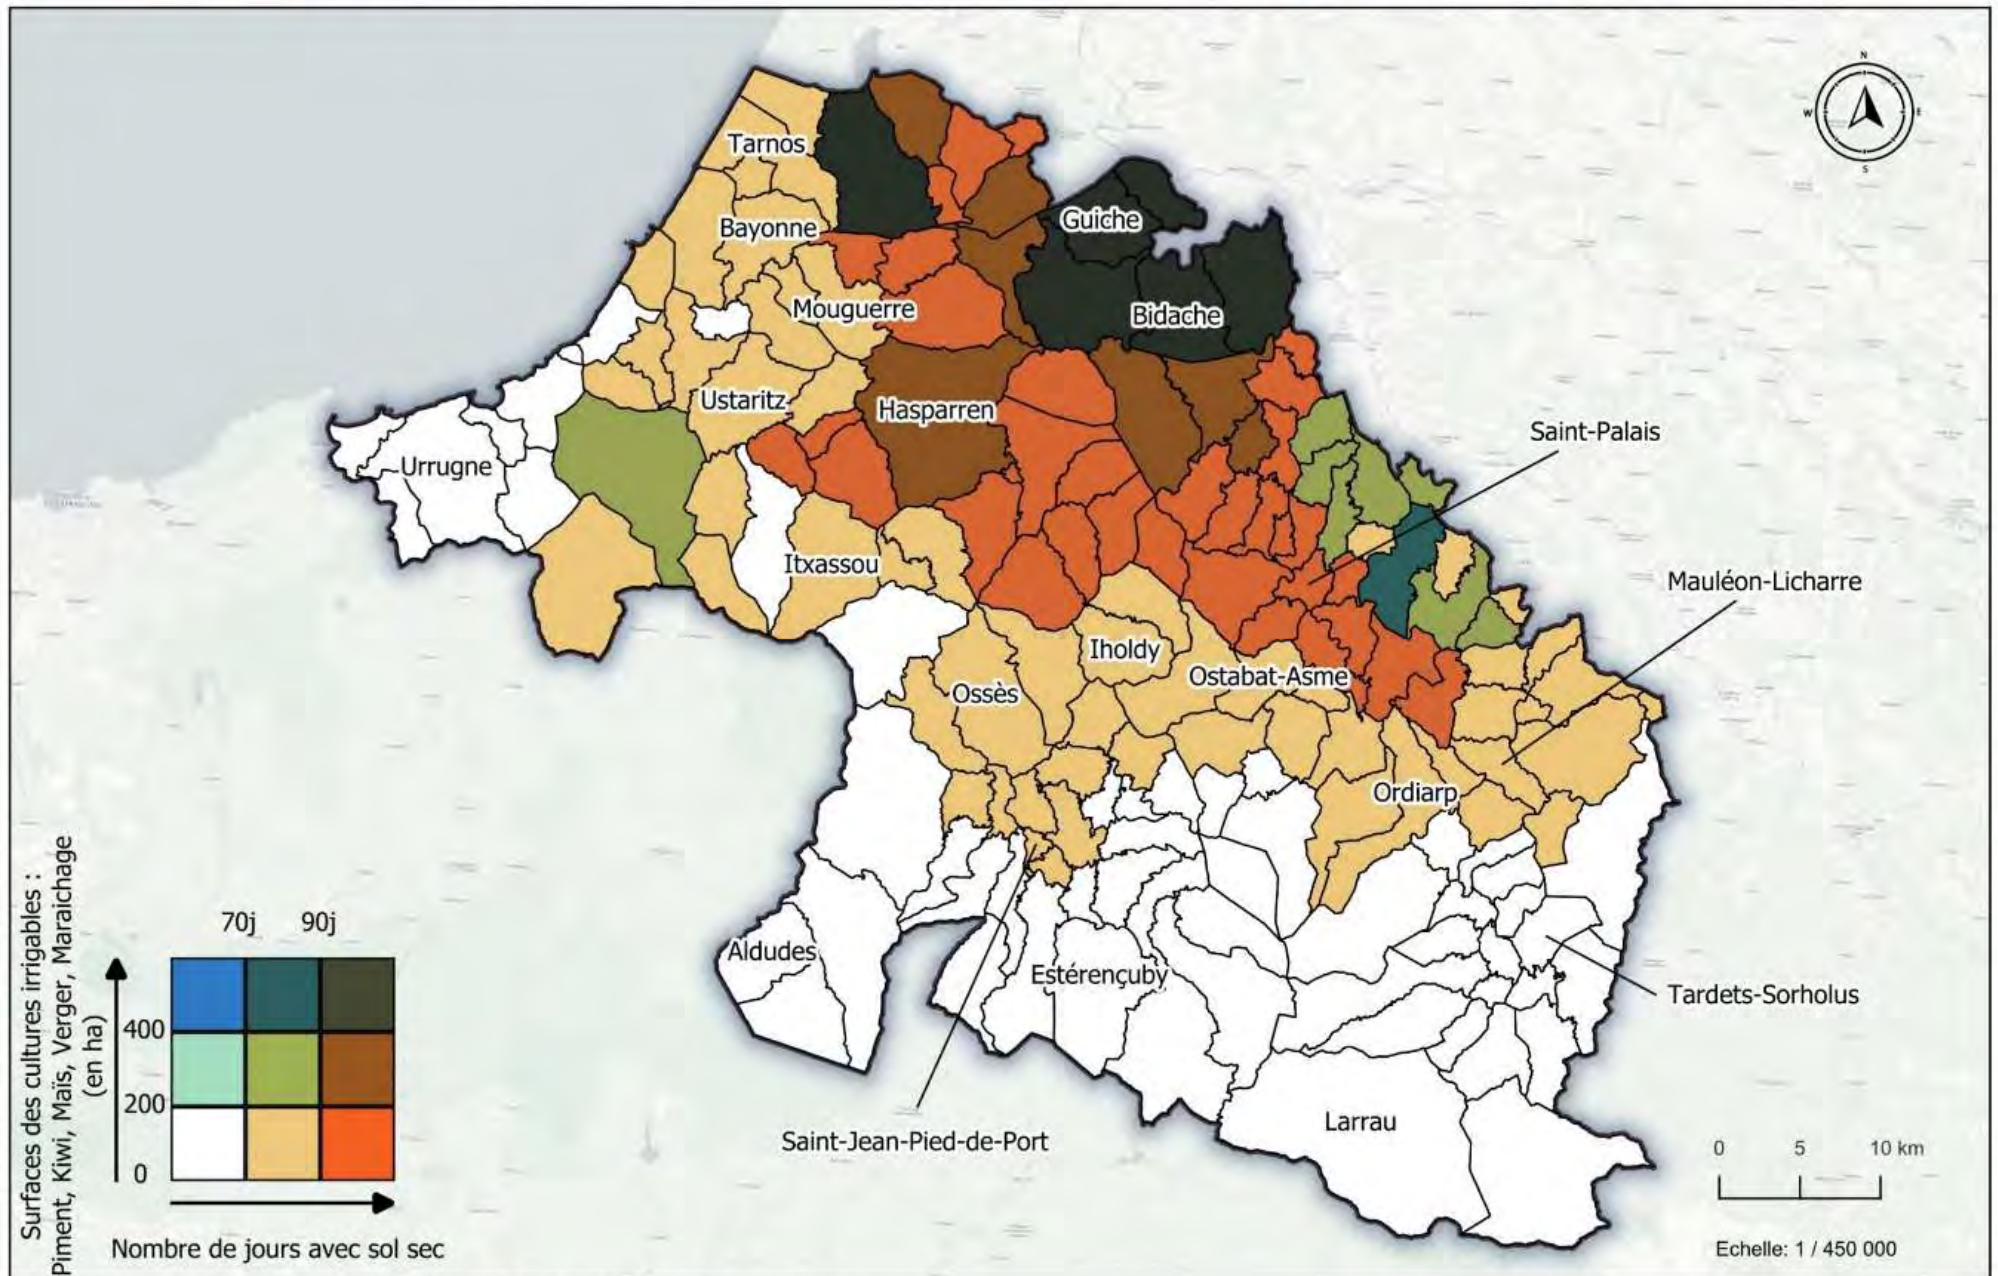 N
W
E
S
Tarnos
Guiche
Bayonne
Mouguerre
Bidache
Ustaritz
Hasparren
Saint-Palais
Urrugne
Itxassou
Mauléon-Licharre
Iholdy
Ostabat-Asme
Ossès
Ordiarp
Aldudes
Estérençuby
Tardets-Sorholus
Saint-Jean-Pied-de-Port
Larrau
Surfaces des cultures irrigables :
Piment, Kiwi, Maïs, Verger, Maraichage
(en ha)
70j 90j
400
200
0
Nombre de jours avec sol sec
0 5 10 km
Echelle: 1 / 450 000